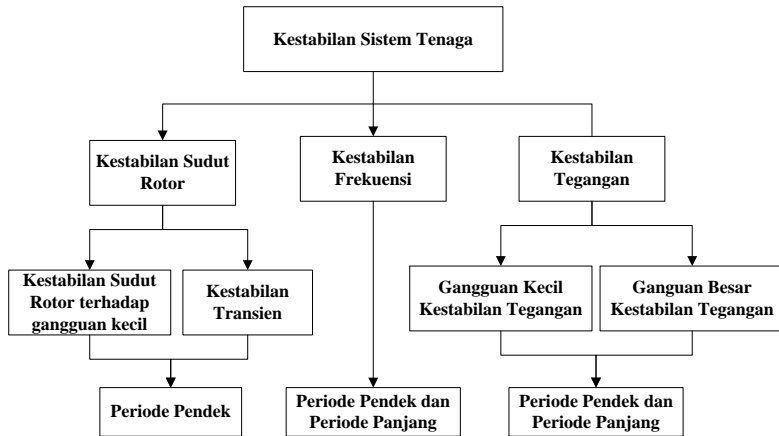 Kestabilan Sistem Tenaga
Kestabilan Sudut
Rotor
Kestabilan
Frekuensi
Kestabilan
Tegangan
Kestabilan Sudut
Rotor terhadap
gangguan kecil
Kestabilan
Transien
Gangguan Kecil
Kestabilan Tegangan
Ganguan Besar
Kestabilan Tegangan
Periode Pendek
Periode Pendek dan
Periode Panjang
Periode Pendek dan
Periode Panjang